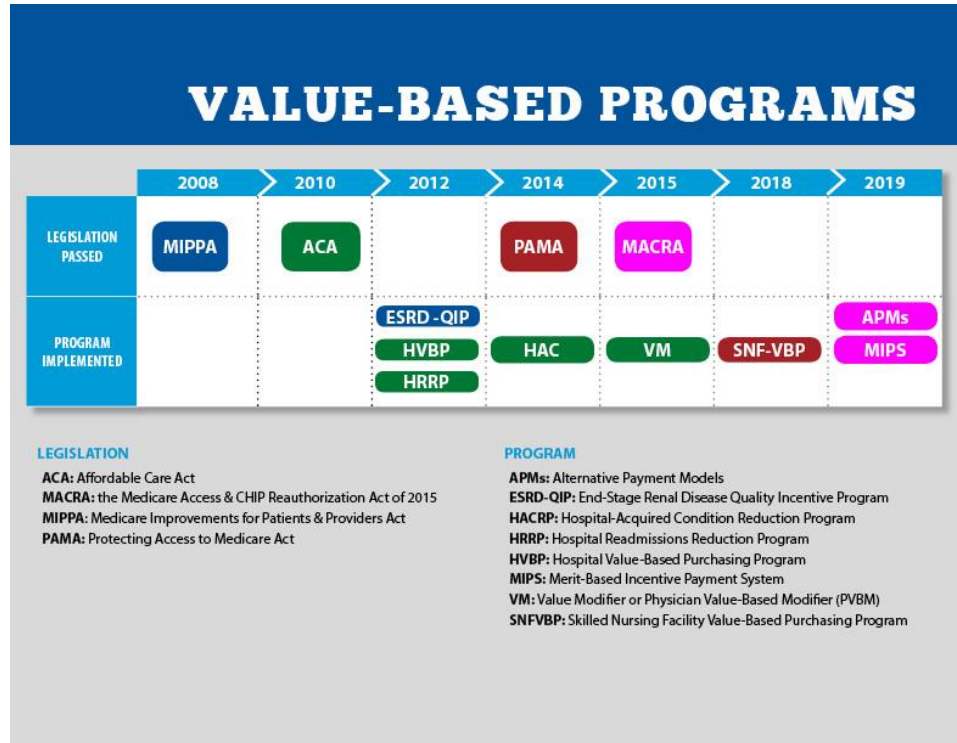 VALUE-BASED PROGRAMS
2008 2010 2012 2014 2015 2018 2019
LEGISLATION
PASSED
MIPPA ACA PAMA MACRA
PROGRAM
IMPLEMENTED
ESRD -QIP APMs
HVBP HAC VM SNF-VBP MIPS
HRRP
LEGISLATION
ACA: Affordable Care Act
MACRA: the Medicare Access & CHIP Reauthorization Act of 2015
MIPPA: Medicare Improvements for Patients & Providers Act
PAMA: Protecting Access to Medicare Act
PROGRAM
APMs: Alternative Payment Models
ESRD-QIP: End-Stage Renal Disease Quality Incentive Program
HACRP: Hospital-Acquired Condition Reduction Program
HRRP: Hospital Readmissions Reduction Program
HVBP: Hospital Value-Based Purchasing Program
MIPS: Merit-Based Incentive Payment System
VM: Value Modifier or Physician Value-Based Modifier (PVBM)
SNFVBP: Skilled Nursing Facility Value-Based Purchasing Program